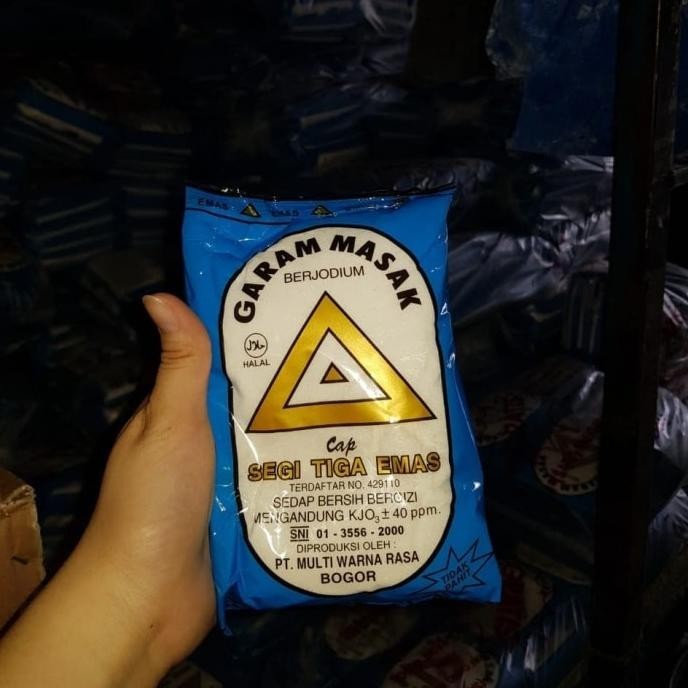 EMAS EMAS
GARAM MASAK
BERJODIUM
حلال
HALAL
Cap
SEGI TIGA EMAS
TERDAFTAR NO. 429110
SEDAP BERSIH BERGIZI
MENGANDUNG KJO₃ ± 40 ppm.
SNI 01 - 3556 - 2000
DIPRODUKSI OLEH :
PT. MULTI WARNA RASA
BOGOR
TIDAK
PAHIT